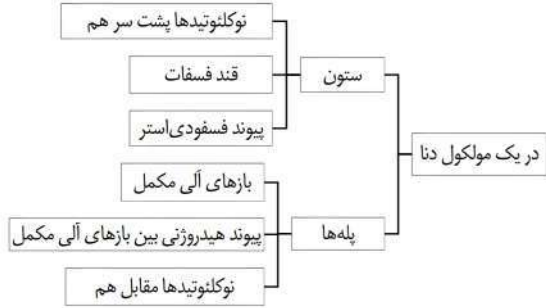 در یک مولکول دنا
ستون
نوکلئوتیدها پشت سر هم
قند فسفات
پیوند فسفودی‌استر
پله‌ها
بازهای آلی مکمل
پیوند هیدروژنی بین بازهای آلی مکمل
نوکلئوتیدها مقابل هم